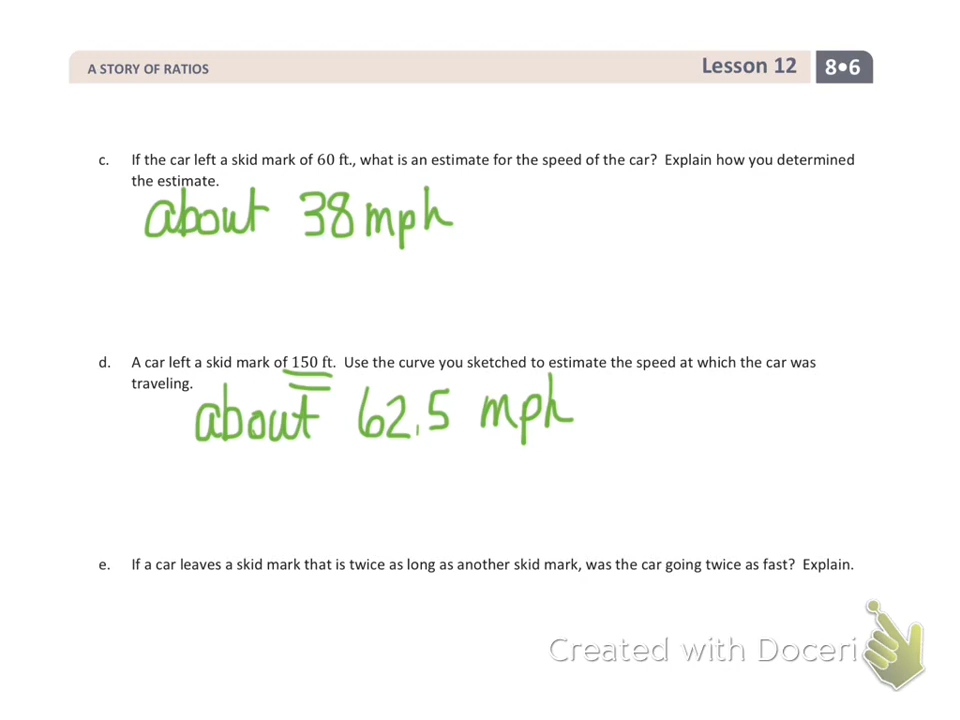 A STORY OF RATIOS
Lesson 12
8•6
c. If the car left a skid mark of 60 ft., what is an estimate for the speed of the car? Explain how you determined
the estimate.
about 38 mph
d. A car left a skid mark of 150 ft. Use the curve you sketched to estimate the speed at which the car was
traveling.
about 62.5 mph
e. If a car leaves a skid mark that is twice as long as another skid mark, was the car going twice as fast? Explain.
Created with Doceri